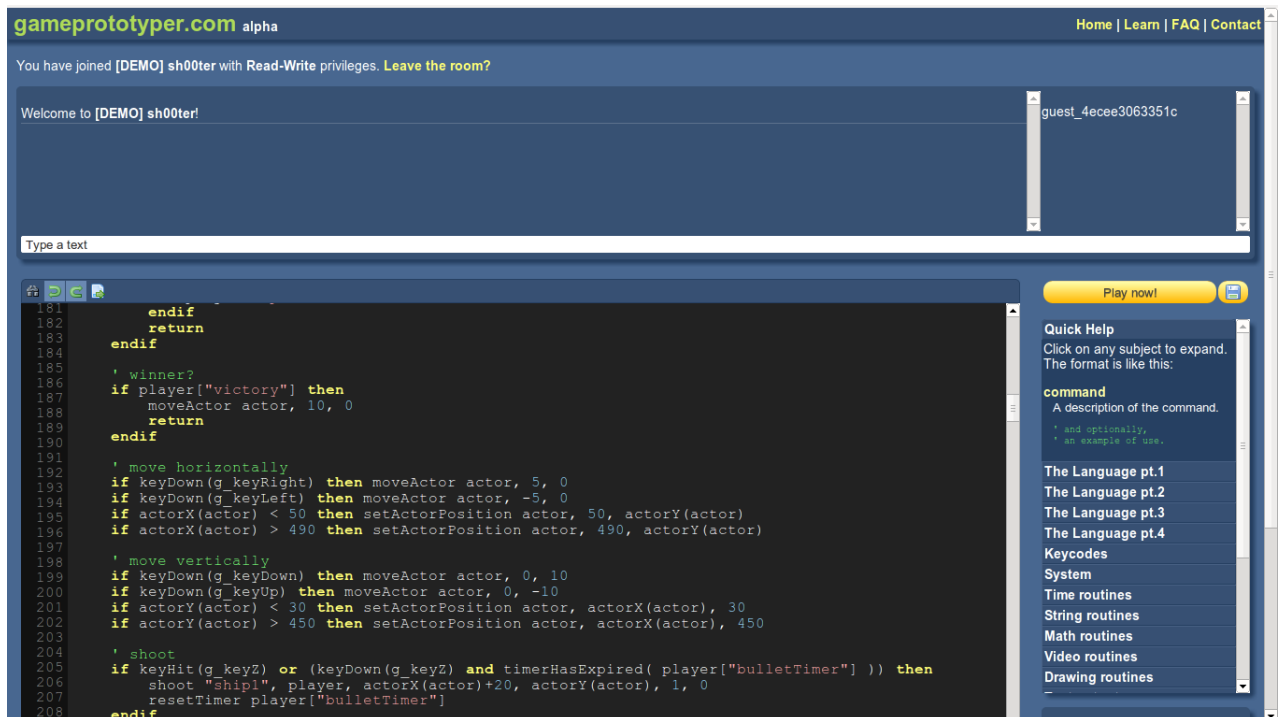 gameprototyper.com alpha
Home | Learn | FAQ | Contact
You have joined [DEMO] sh00ter with Read-Write privileges. Leave the room?
Welcome to [DEMO] sh00ter!
guest_4ecee3063351c
Type a text
181
182 endif
183 return
184 endif
185
186 ' winner?
187 if player["victory"] then
188 moveActor actor, 10, 0
189 return
190 endif
191
192 ' move horizontally
193 if keyDown(g_keyRight) then moveActor actor, 5, 0
194 if keyDown(g_keyLeft) then moveActor actor, -5, 0
195 if actorX(actor) < 50 then setActorPosition actor, 50, actorY(actor)
196 if actorX(actor) > 490 then setActorPosition actor, 490, actorY(actor)
197
198 ' move vertically
199 if keyDown(g_keyDown) then moveActor actor, 0, 10
200 if keyDown(g_keyUp) then moveActor actor, 0, -10
201 if actorY(actor) < 30 then setActorPosition actor, actorX(actor), 30
202 if actorY(actor) > 450 then setActorPosition actor, actorX(actor), 450
203
204 ' shoot
205 if keyHit(g_keyZ) or (keyDown(g_keyZ) and timerHasExpired( player["bulletTimer"] )) then
206 shoot "ship1", player, actorX(actor)+20, actorY(actor), 1, 0
207 resetTimer player["bulletTimer"]
208 endif
Play now!
Quick Help
Click on any subject to expand.
The format is like this:
command
A description of the command.
' and optionally,
' an example of use.
The Language pt.1
The Language pt.2
The Language pt.3
The Language pt.4
Keycodes
System
Time routines
String routines
Math routines
Video routines
Drawing routines